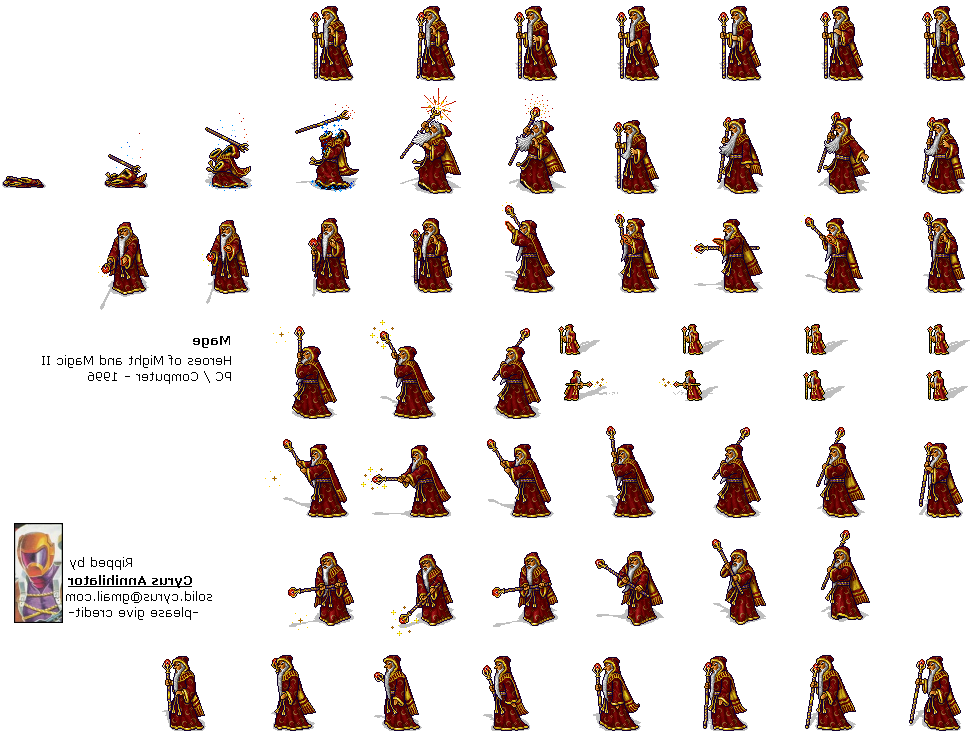 Mage
Heroes of Might and Magic II
PC / Computer - 1996
Ripped by
Cyrus Annihilator
solid.cyrus@gmail.com
-please give credit-